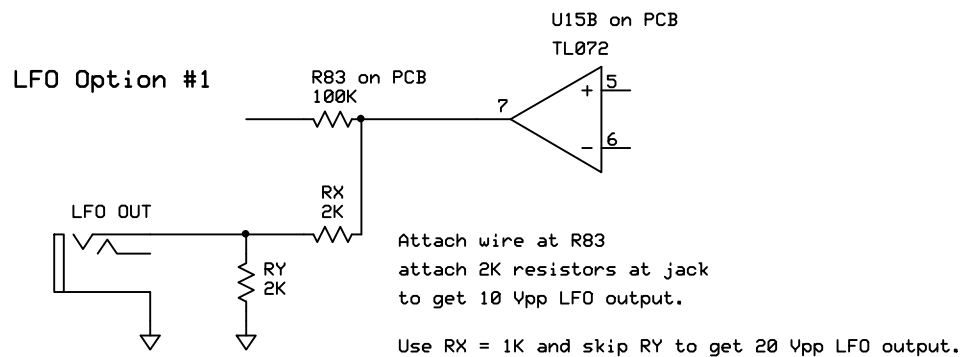 U15B on PCB
TL072
LFO Option #1
R83 on PCB
100K
7
+ 5
- 6
RX
2K
LFO OUT
RY
2K
Attach wire at R83
attach 2K resistors at jack
to get 10 Vpp LFO output.
Use RX = 1K and skip RY to get 20 Vpp LFO output.